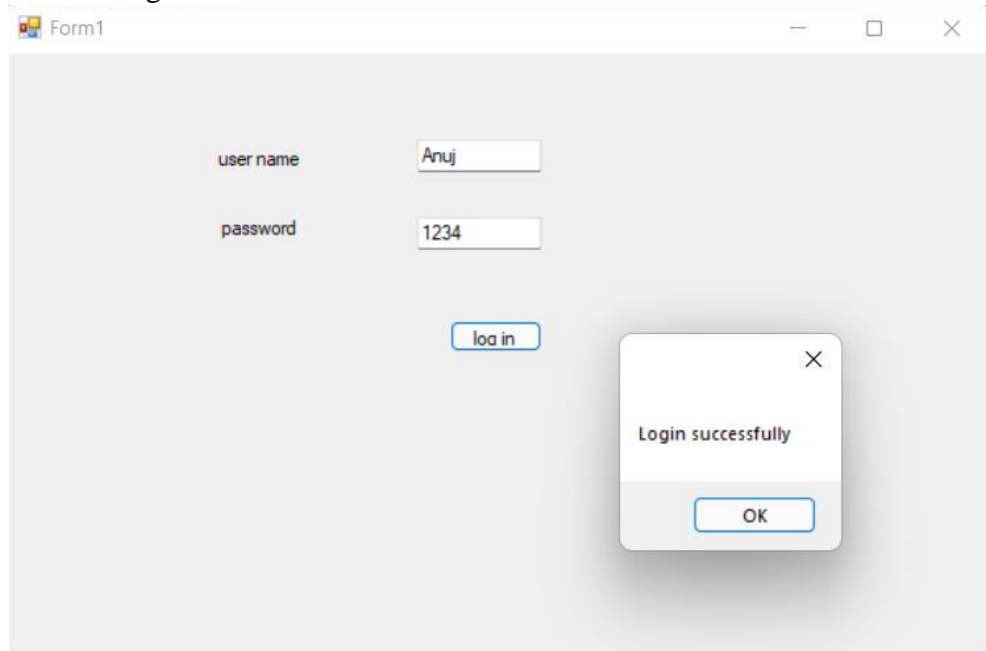 Form1
user name
Anuj
password
1234
log in
Login successfully
OK